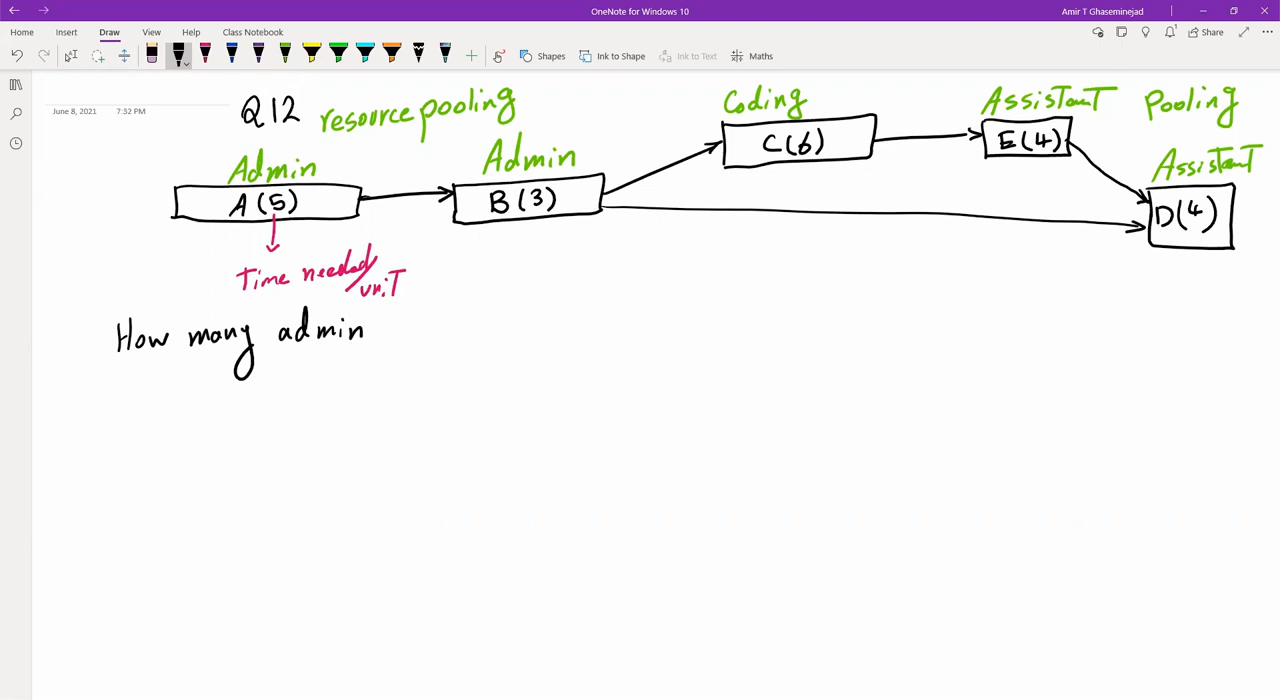 OneNote for Windows 10
Amir T Ghaseminejad
Home Insert Draw View Help Class Notebook
Share
Shapes Ink to Shape Ink to Text Maths
June 8, 2021 7:32 PM
Q12 resource pooling
Coding
Assistant
Pooling
Admin
Admin
Assistant
A(5)
B(3)
C(6)
E(4)
D(4)
Time needed/unit
How many admin